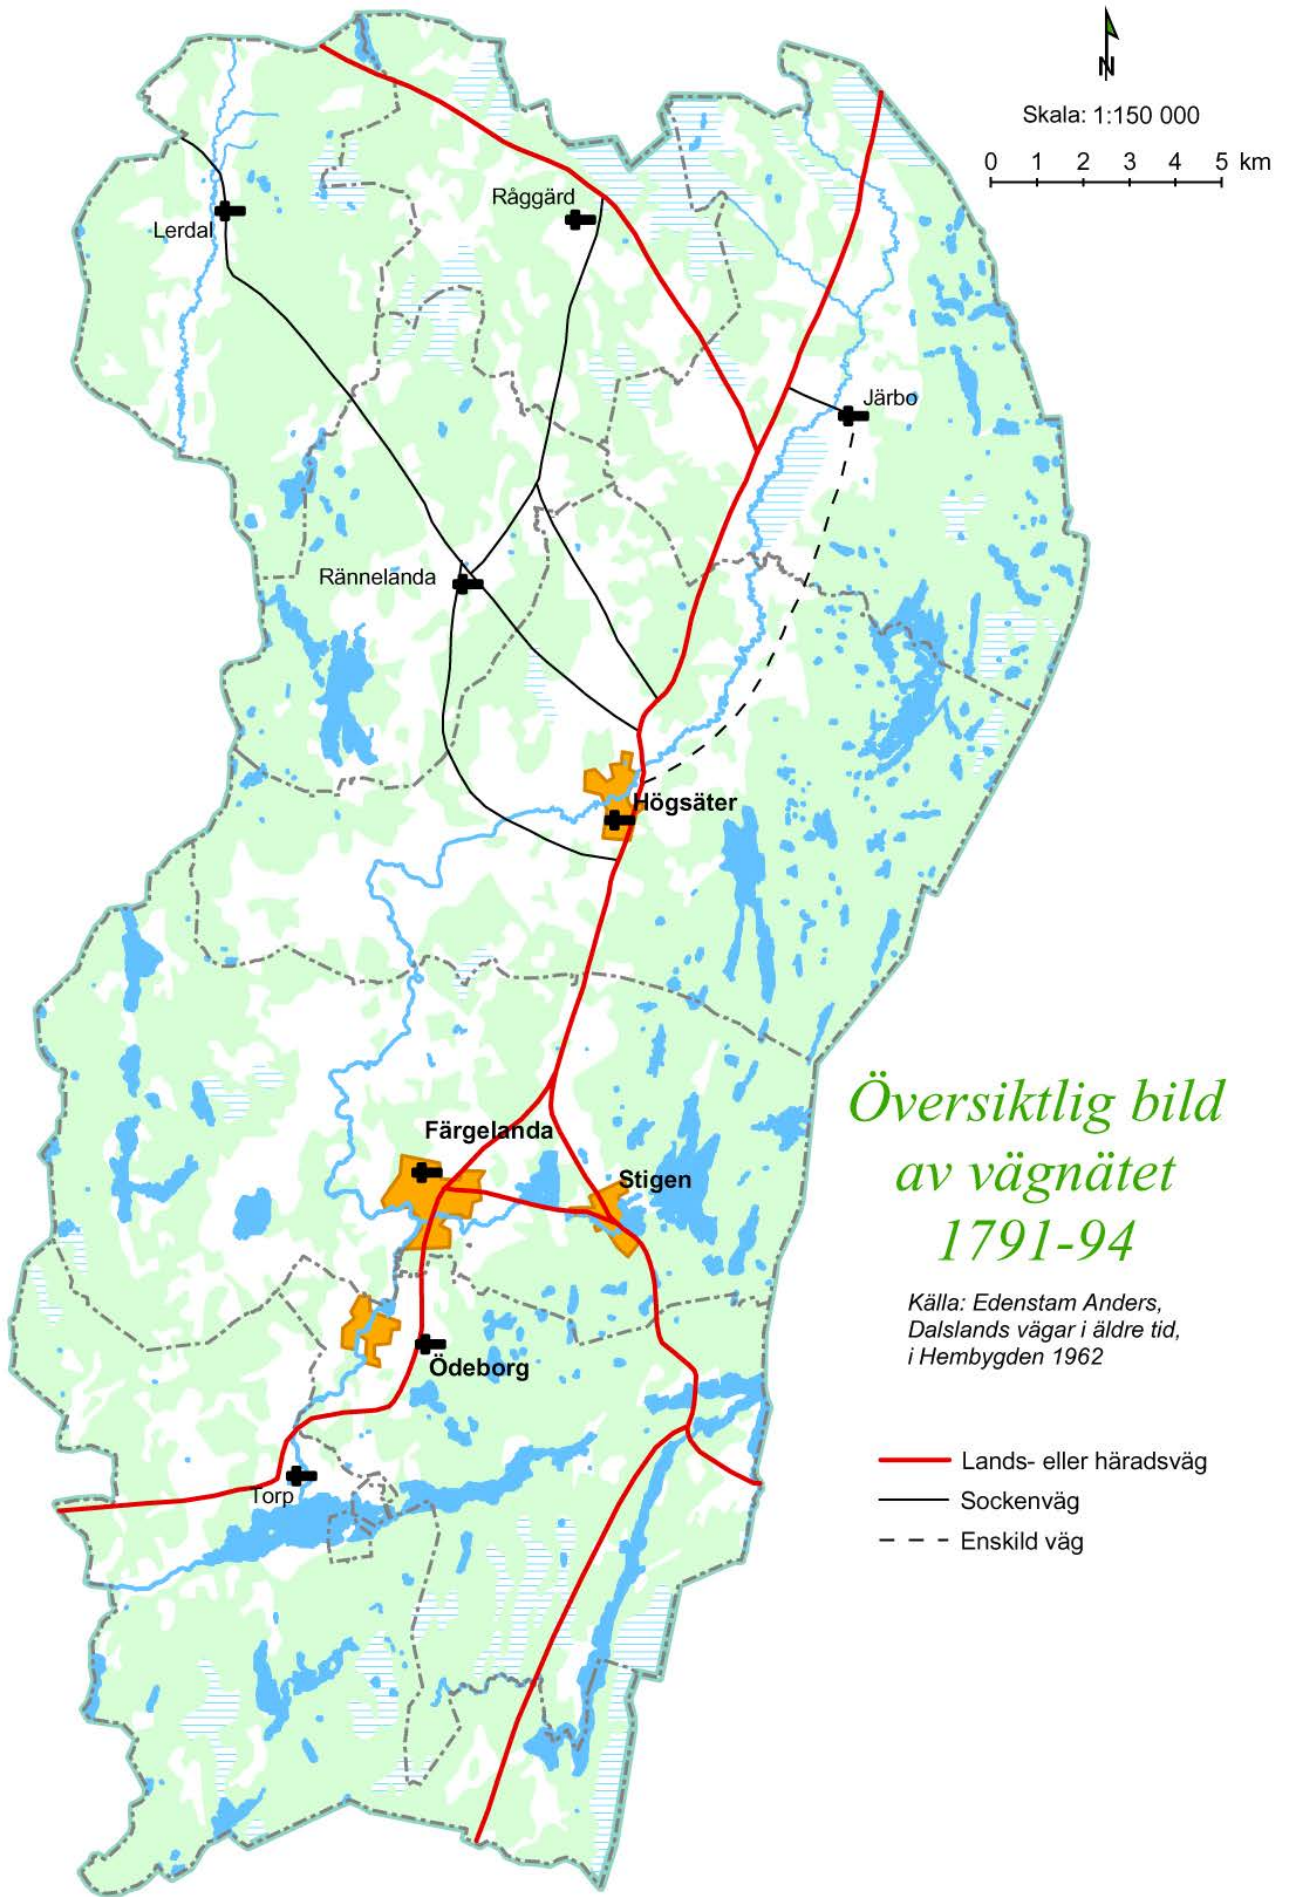 N
Skala: 1:150 000
0 1 2 3 4 5 km
Råggärd
Lerdal
Järbo
Rännelanda
Högsäter
Färgelanda
Stigen
Ödeborg
Torp
Översiktlig bild
av vägnätet
1791-94
Källa: Edenstam Anders,
Dalslands vägar i äldre tid,
i Hembygden 1962
Lands- eller häradsväg
Sockenväg
Enskild väg